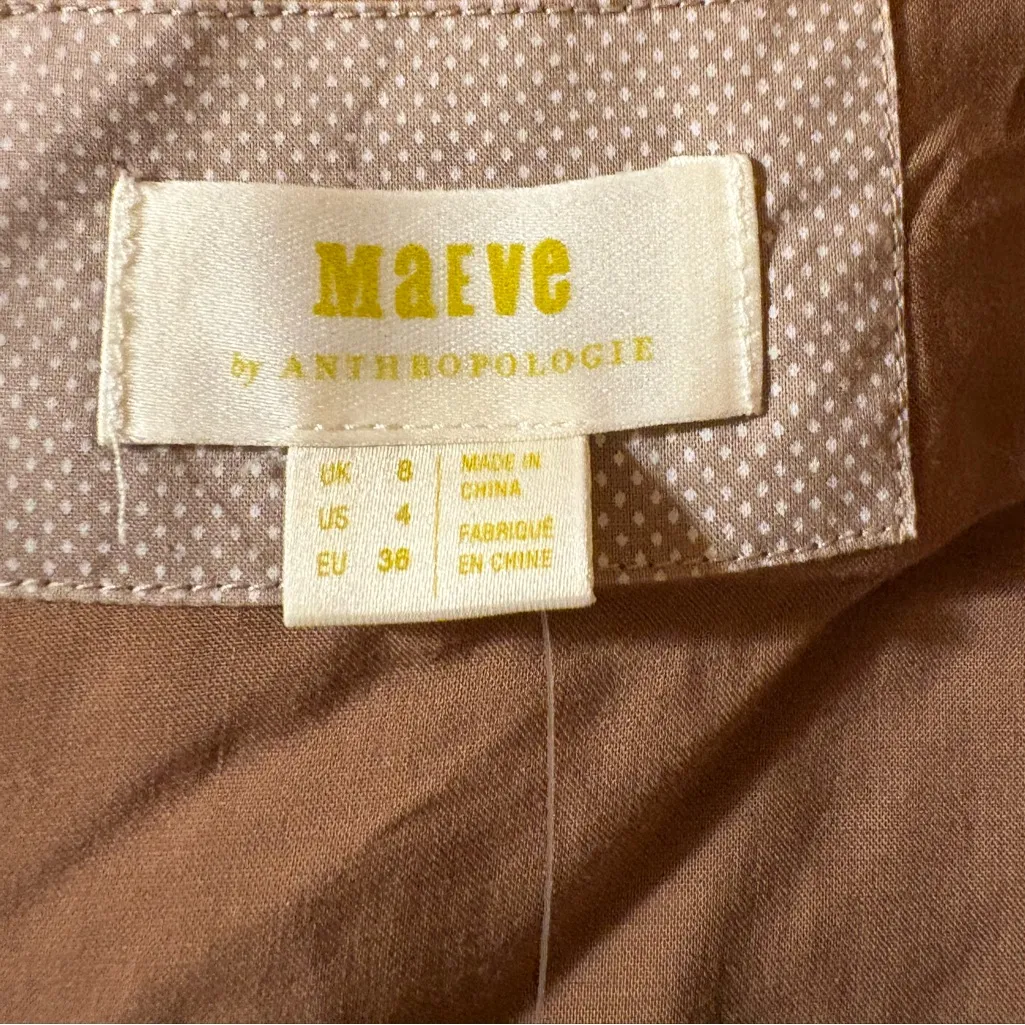 MaEve
by ANTHROPOLOGIE
UK 8
US 4
EU 36
MADE IN
CHINA
FABRIQUÉ
EN CHINE